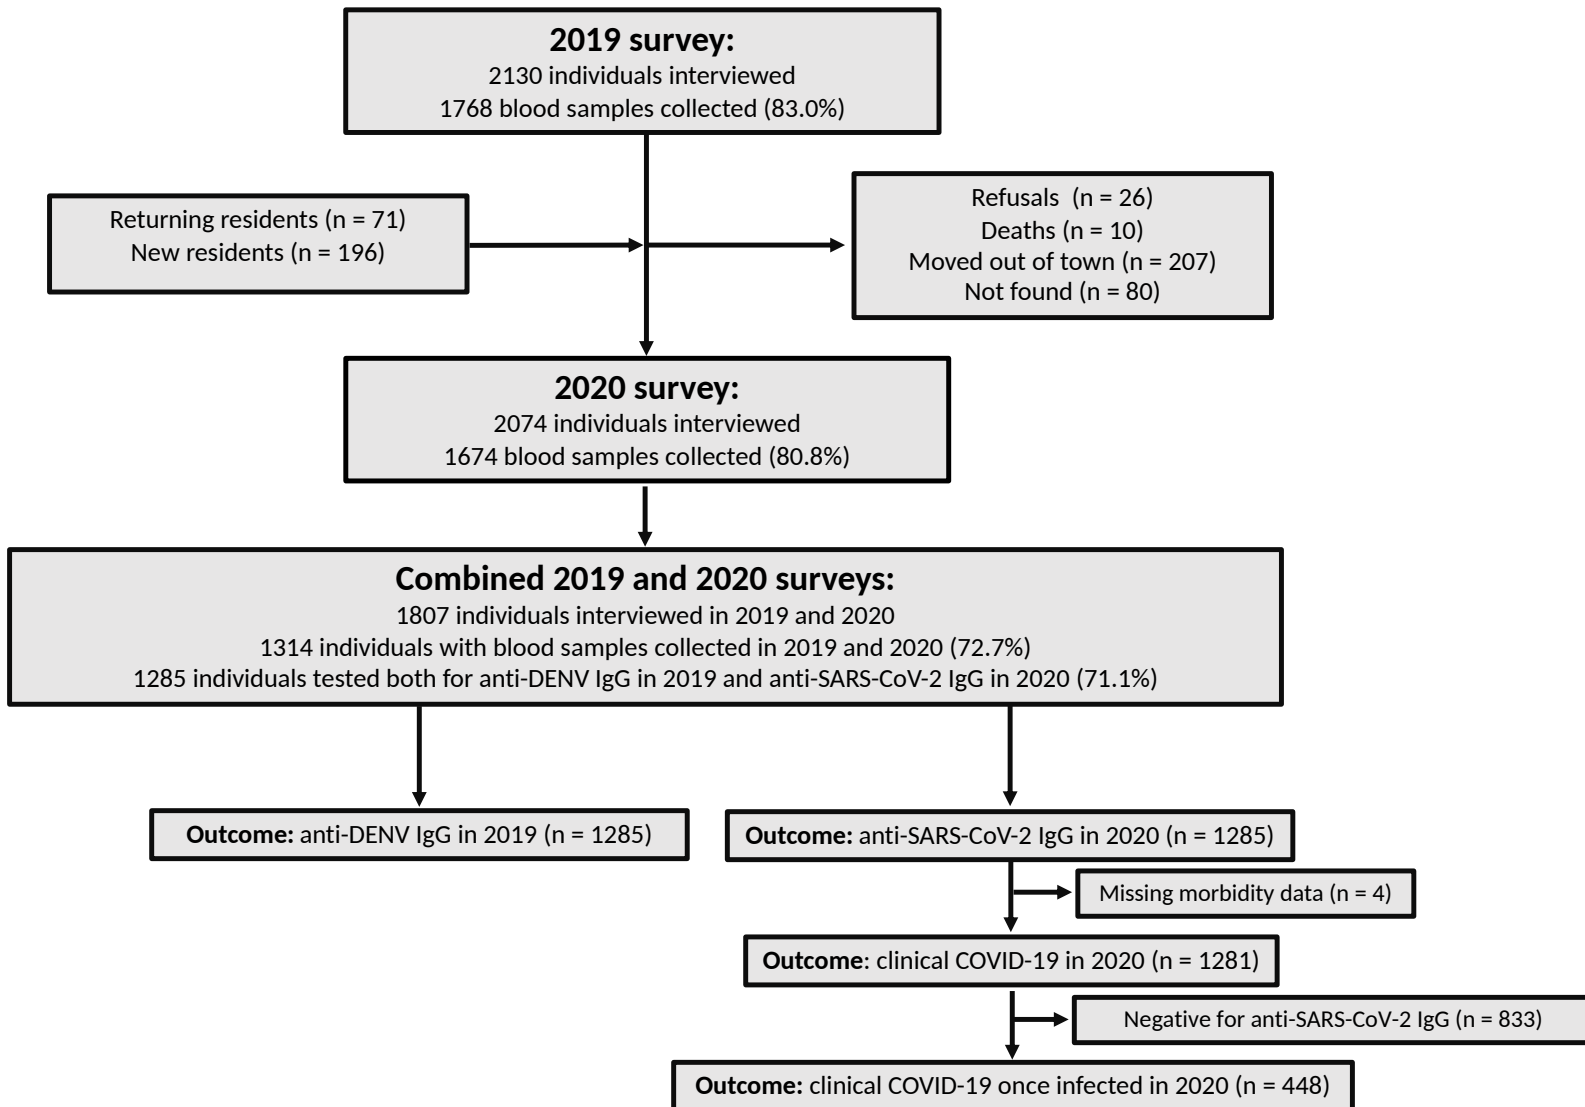 2019 survey:
2130 individuals interviewed
1768 blood samples collected (83.0%)
Returning residents (n = 71)
New residents (n = 196)
Refusals  (n = 26)
Deaths (n = 10)
Moved out of town (n = 207)
Not found (n = 80)
2020 survey:
2074 individuals interviewed
1674 blood samples collected (80.8%)
Combined 2019 and 2020 surveys:
1807 individuals interviewed in 2019 and 2020
1314 individuals with blood samples collected in 2019 and 2020 (72.7%)
1285 individuals tested both for anti-DENV IgG in 2019 and anti-SARS-CoV-2 IgG in 2020 (71.1%)
Outcome: anti-DENV IgG in 2019 (n = 1285)
Outcome: anti-SARS-CoV-2 IgG in 2020 (n = 1285)
Missing morbidity data (n = 4)
Outcome: clinical COVID-19 in 2020 (n = 1281)
Negative for anti-SARS-CoV-2 IgG (n = 833)
Outcome: clinical COVID-19 once infected in 2020 (n = 448)